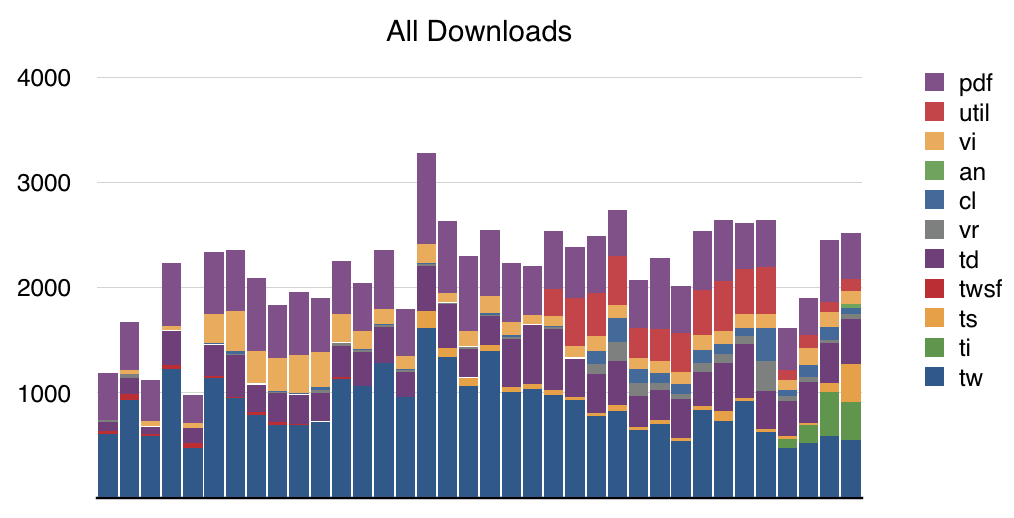 All Downloads
4000
3000
2000
1000
pdf
util
vi
an
cl
vr
td
twsf
ts
ti
tw